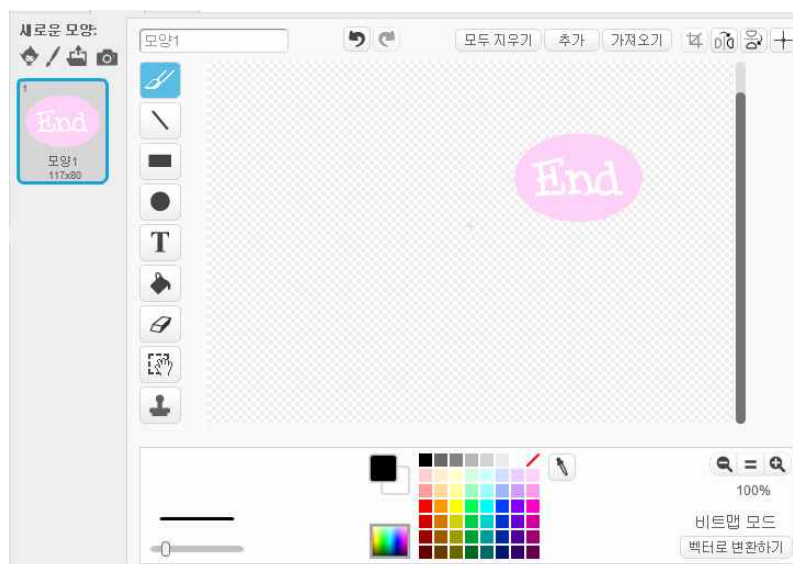 새로운 모양:
모양1
모두 지우기
추가
가져오기
1
End
모양1
117x80
End
T
100%
비트맵 모드
벡터로 변환하기